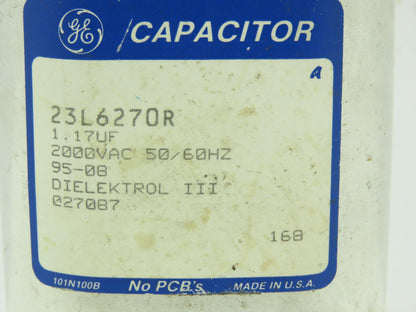 GE /CAPACITOR
A
23L6270R
1.17UF
2000VAC 50/60HZ
95-08
DIELEKTROL III
027087
168
101N100B No PCB's MADE IN U.S.A.